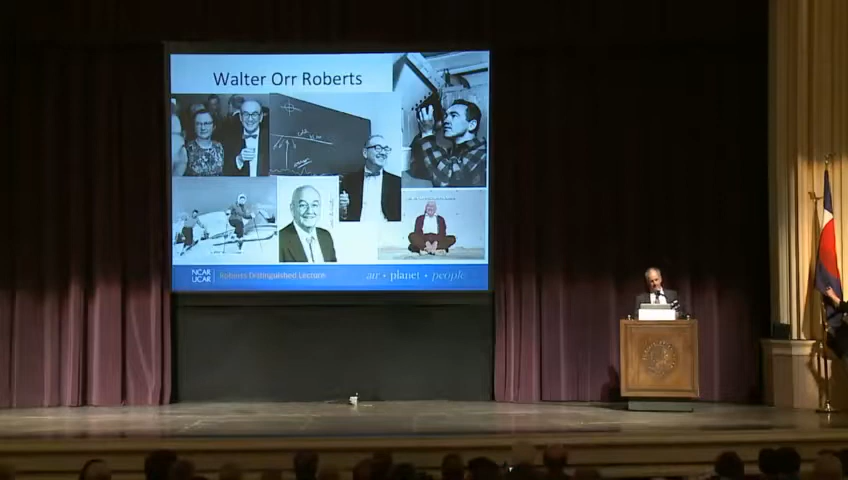 Walter Orr Roberts
NCAR
UCAR
Roberts Distinguished Lecture
air • planet • people